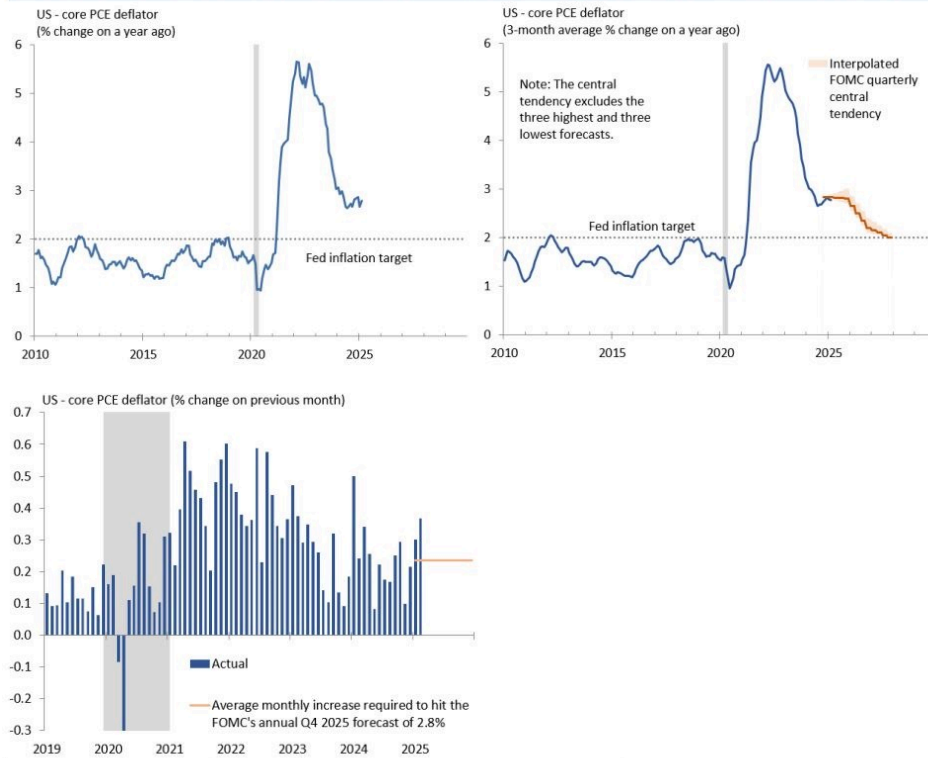 US - core PCE deflator
(% change on a year ago)
6
5
4
3
2
1
0
Fed inflation target
2010
2015
2020
2025
US - core PCE deflator
(3-month average % change on a year ago)
6
5
4
3
2
1
0
Note: The central
tendency excludes the
three highest and three
lowest forecasts.
Interpolated
FOMC quarterly
central
tendency
Fed inflation target
2010
2015
2020
2025
US - core PCE deflator (% change on previous month)
0.7
0.6
0.5
0.4
0.3
0.2
0.1
0.0
-0.1
-0.2
-0.3
Actual
Average monthly increase required to hit the
FOMC's annual Q4 2025 forecast of 2.8%
2019
2020
2021
2022
2023
2024
2025